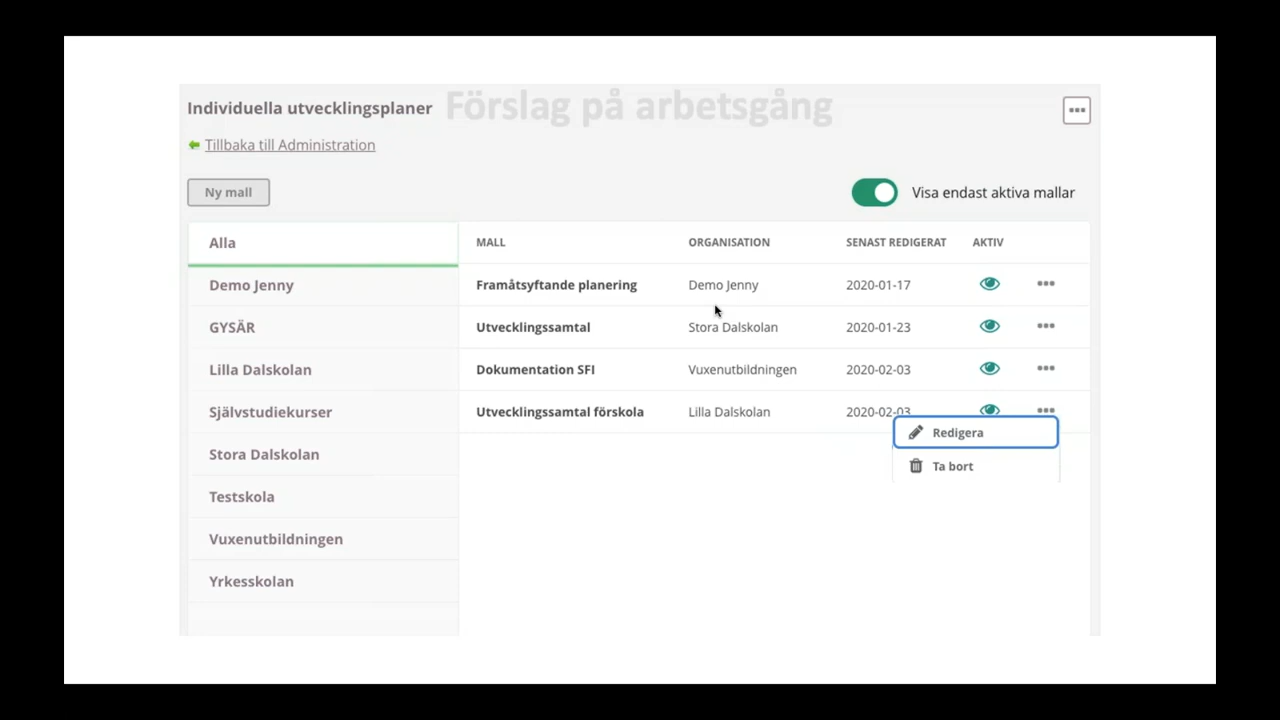 Förslag på arbetsgång
Individuella utvecklingsplaner
Tillbaka till Administration
Ny mall
Visa endast aktiva mallar
Alla
Demo Jenny
GYSÄR
Lilla Dalskolan
Självstudiekurser
Stora Dalskolan
Testskola
Vuxenutbildningen
Yrkesskolan
MALL ORGANISATION SENAST REDIGERAT AKTIV
Framåtsyftande planering Demo Jenny 2020-01-17
Utvecklingssamtal Stora Dalskolan 2020-01-23
Dokumentation SFI Vuxenutbildningen 2020-02-03
Utvecklingssamtal förskola Lilla Dalskolan 2020-02-03
Redigera
Ta bort